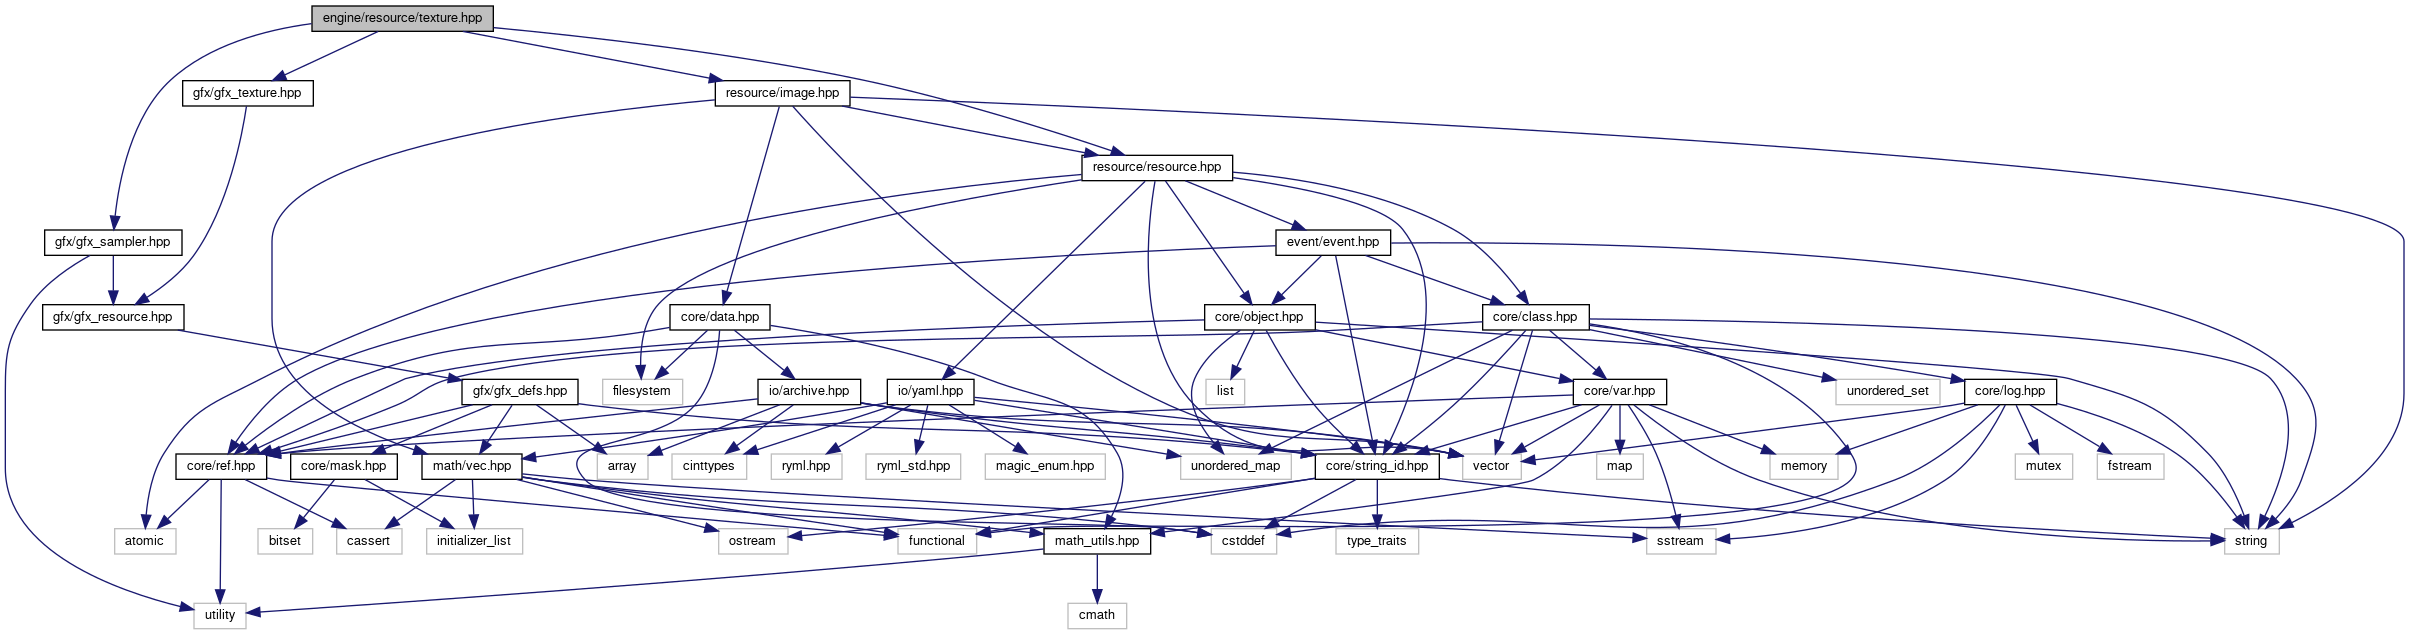 engine/resource/texture.hpp
gfx/gfx_texture.hpp
resource/image.hpp
resource/resource.hpp
gfx/gfx_sampler.hpp
event/event.hpp
gfx/gfx_resource.hpp
core/data.hpp
core/object.hpp
core/class.hpp
gfx/gfx_defs.hpp
filesystem
io/archive.hpp
io/yaml.hpp
list
core/var.hpp
unordered_set
core/log.hpp
core/ref.hpp
core/mask.hpp
math/vec.hpp
array
cinttypes
ryml.hpp
ryml_std.hpp
magic_enum.hpp
unordered_map
core/string_id.hpp
vector
map
memory
mutex
fstream
atomic
bitset
cassert
initializer_list
ostream
functional
math_utils.hpp
cstddef
type_traits
sstream
string
utility
cmath